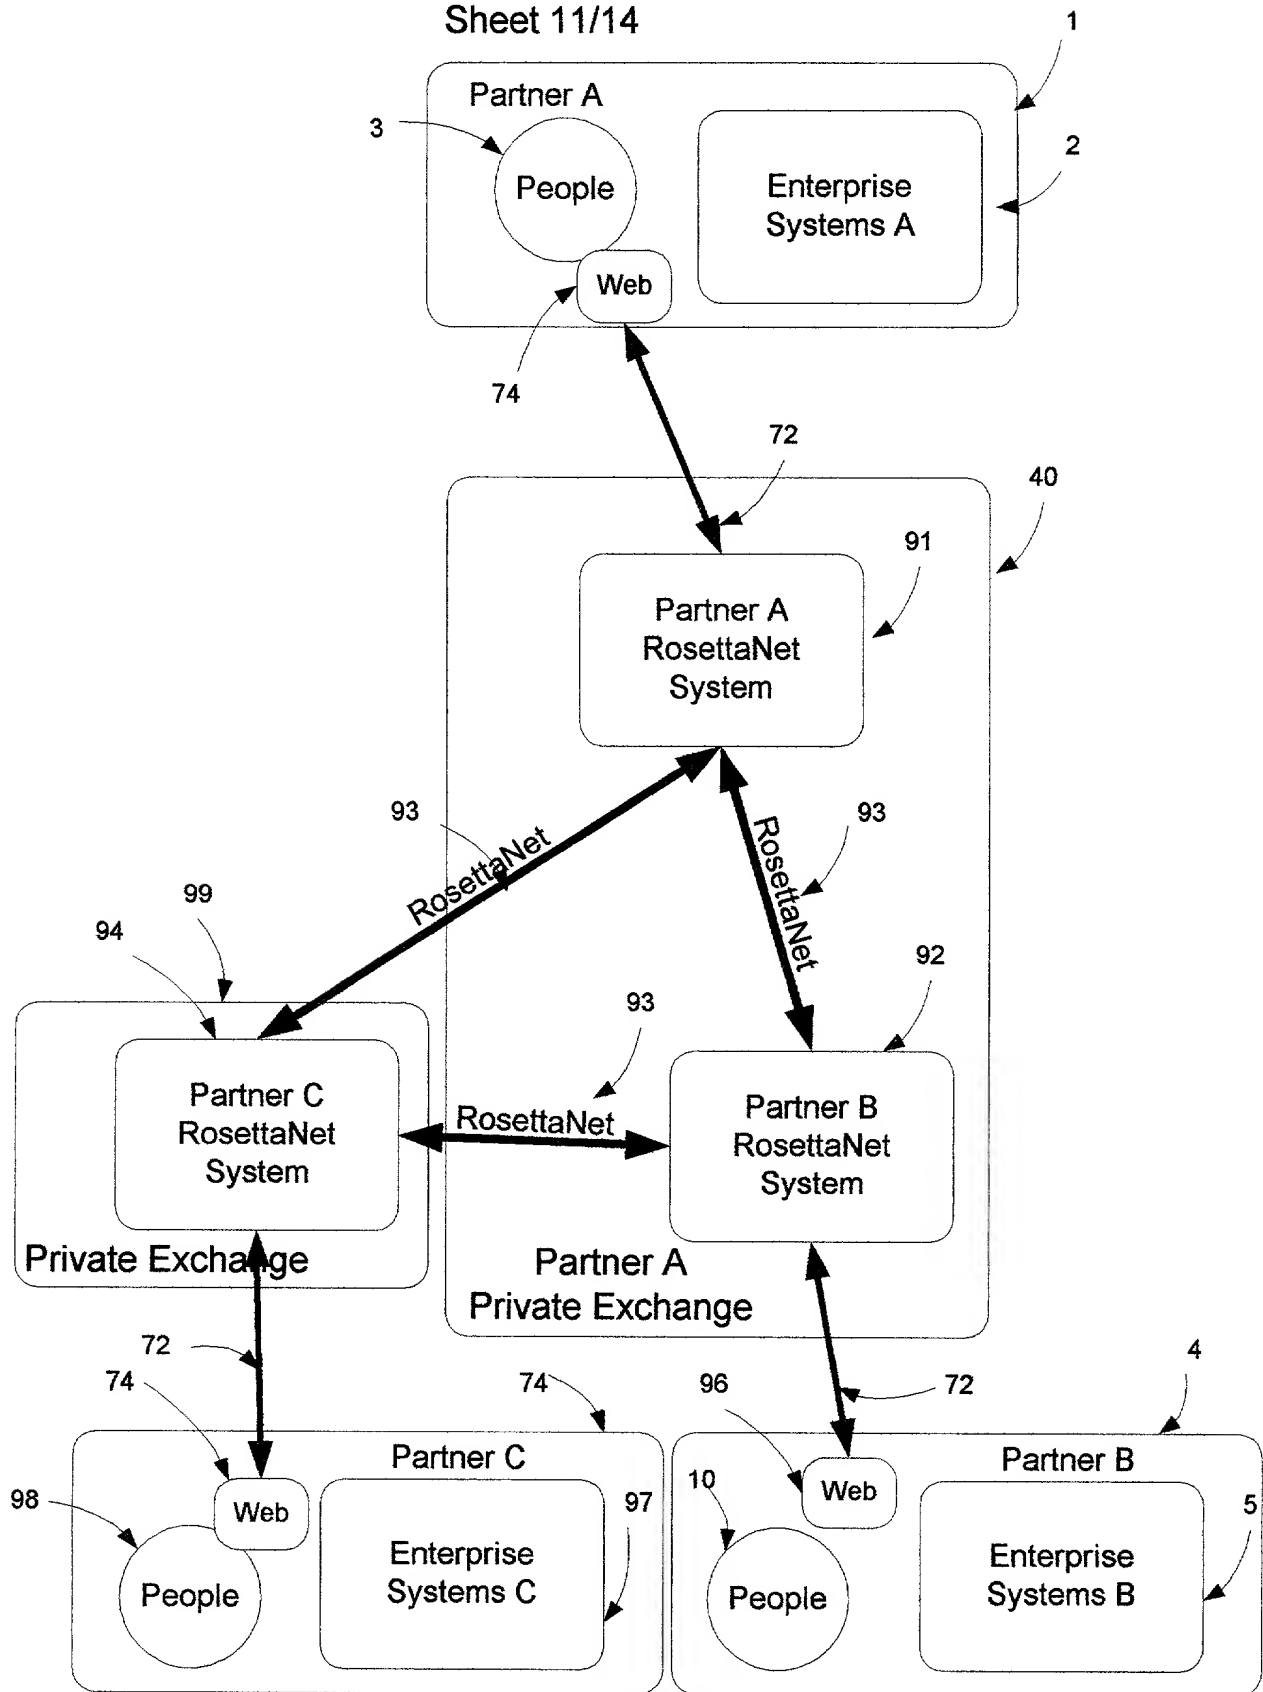 Sheet 11/14
1
Partner A
3
2
People
Enterprise
Systems A
Web
74
72
40
91
Partner A
RosettaNet
System
93
93
RosettaNet
RosettaNet
99
94
92
93
Partner C
RosettaNet
System
RosettaNet
Partner B
RosettaNet
System
Private Exchange
Partner A
Private Exchange
72
74
74
96
72
4
Partner C
Partner B
98
Web
97
10
Web
5
People
Enterprise
Systems C
People
Enterprise
Systems B